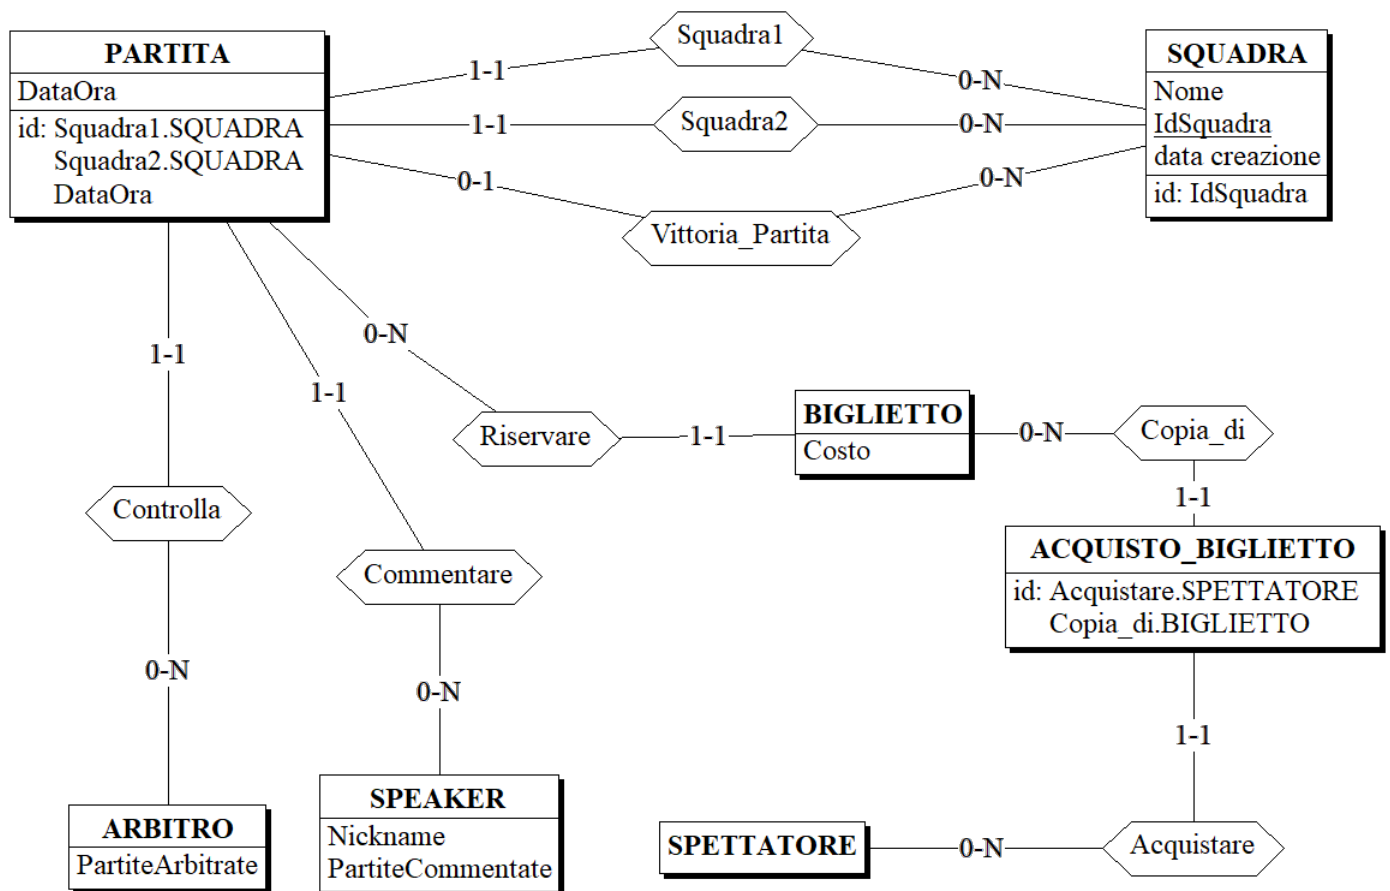 PARTITA
DataOra
id: Squadra1.SQUADRA
Squadra2.SQUADRA
DataOra
1-1
Squadra1
0-N
1-1
Squadra2
0-N
0-1
Vittoria_Partita
0-N
SQUADRA
Nome
IdSquadra
data creazione
id: IdSquadra
1-1
1-1
0-N
Riservare
1-1
BIGLIETTO
Costo
0-N
Copia_di
1-1
Controlla
Commentare
ACQUISTO_BIGLIETTO
id: Acquistare.SPETTATORE
Copia_di.BIGLIETTO
0-N
0-N
1-1
ARBITRO
PartiteArbitrate
SPEAKER
Nickname
PartiteCommentate
SPETTATORE
0-N
Acquistare